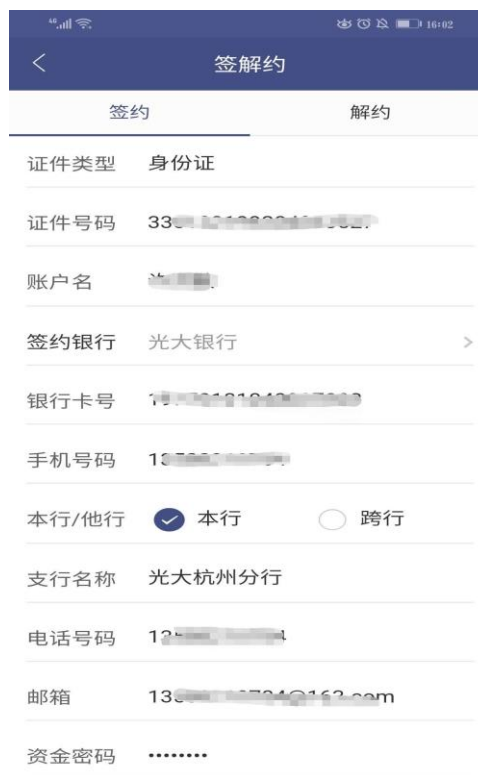 4G 16:02
签解约
签约 解约
证件类型 身份证
证件号码 33
账户名
签约银行 光大银行
银行卡号
手机号码 13
本行/他行 本行 跨行
支行名称 光大杭州分行
电话号码 13
邮箱 13
资金密码 ••••••••